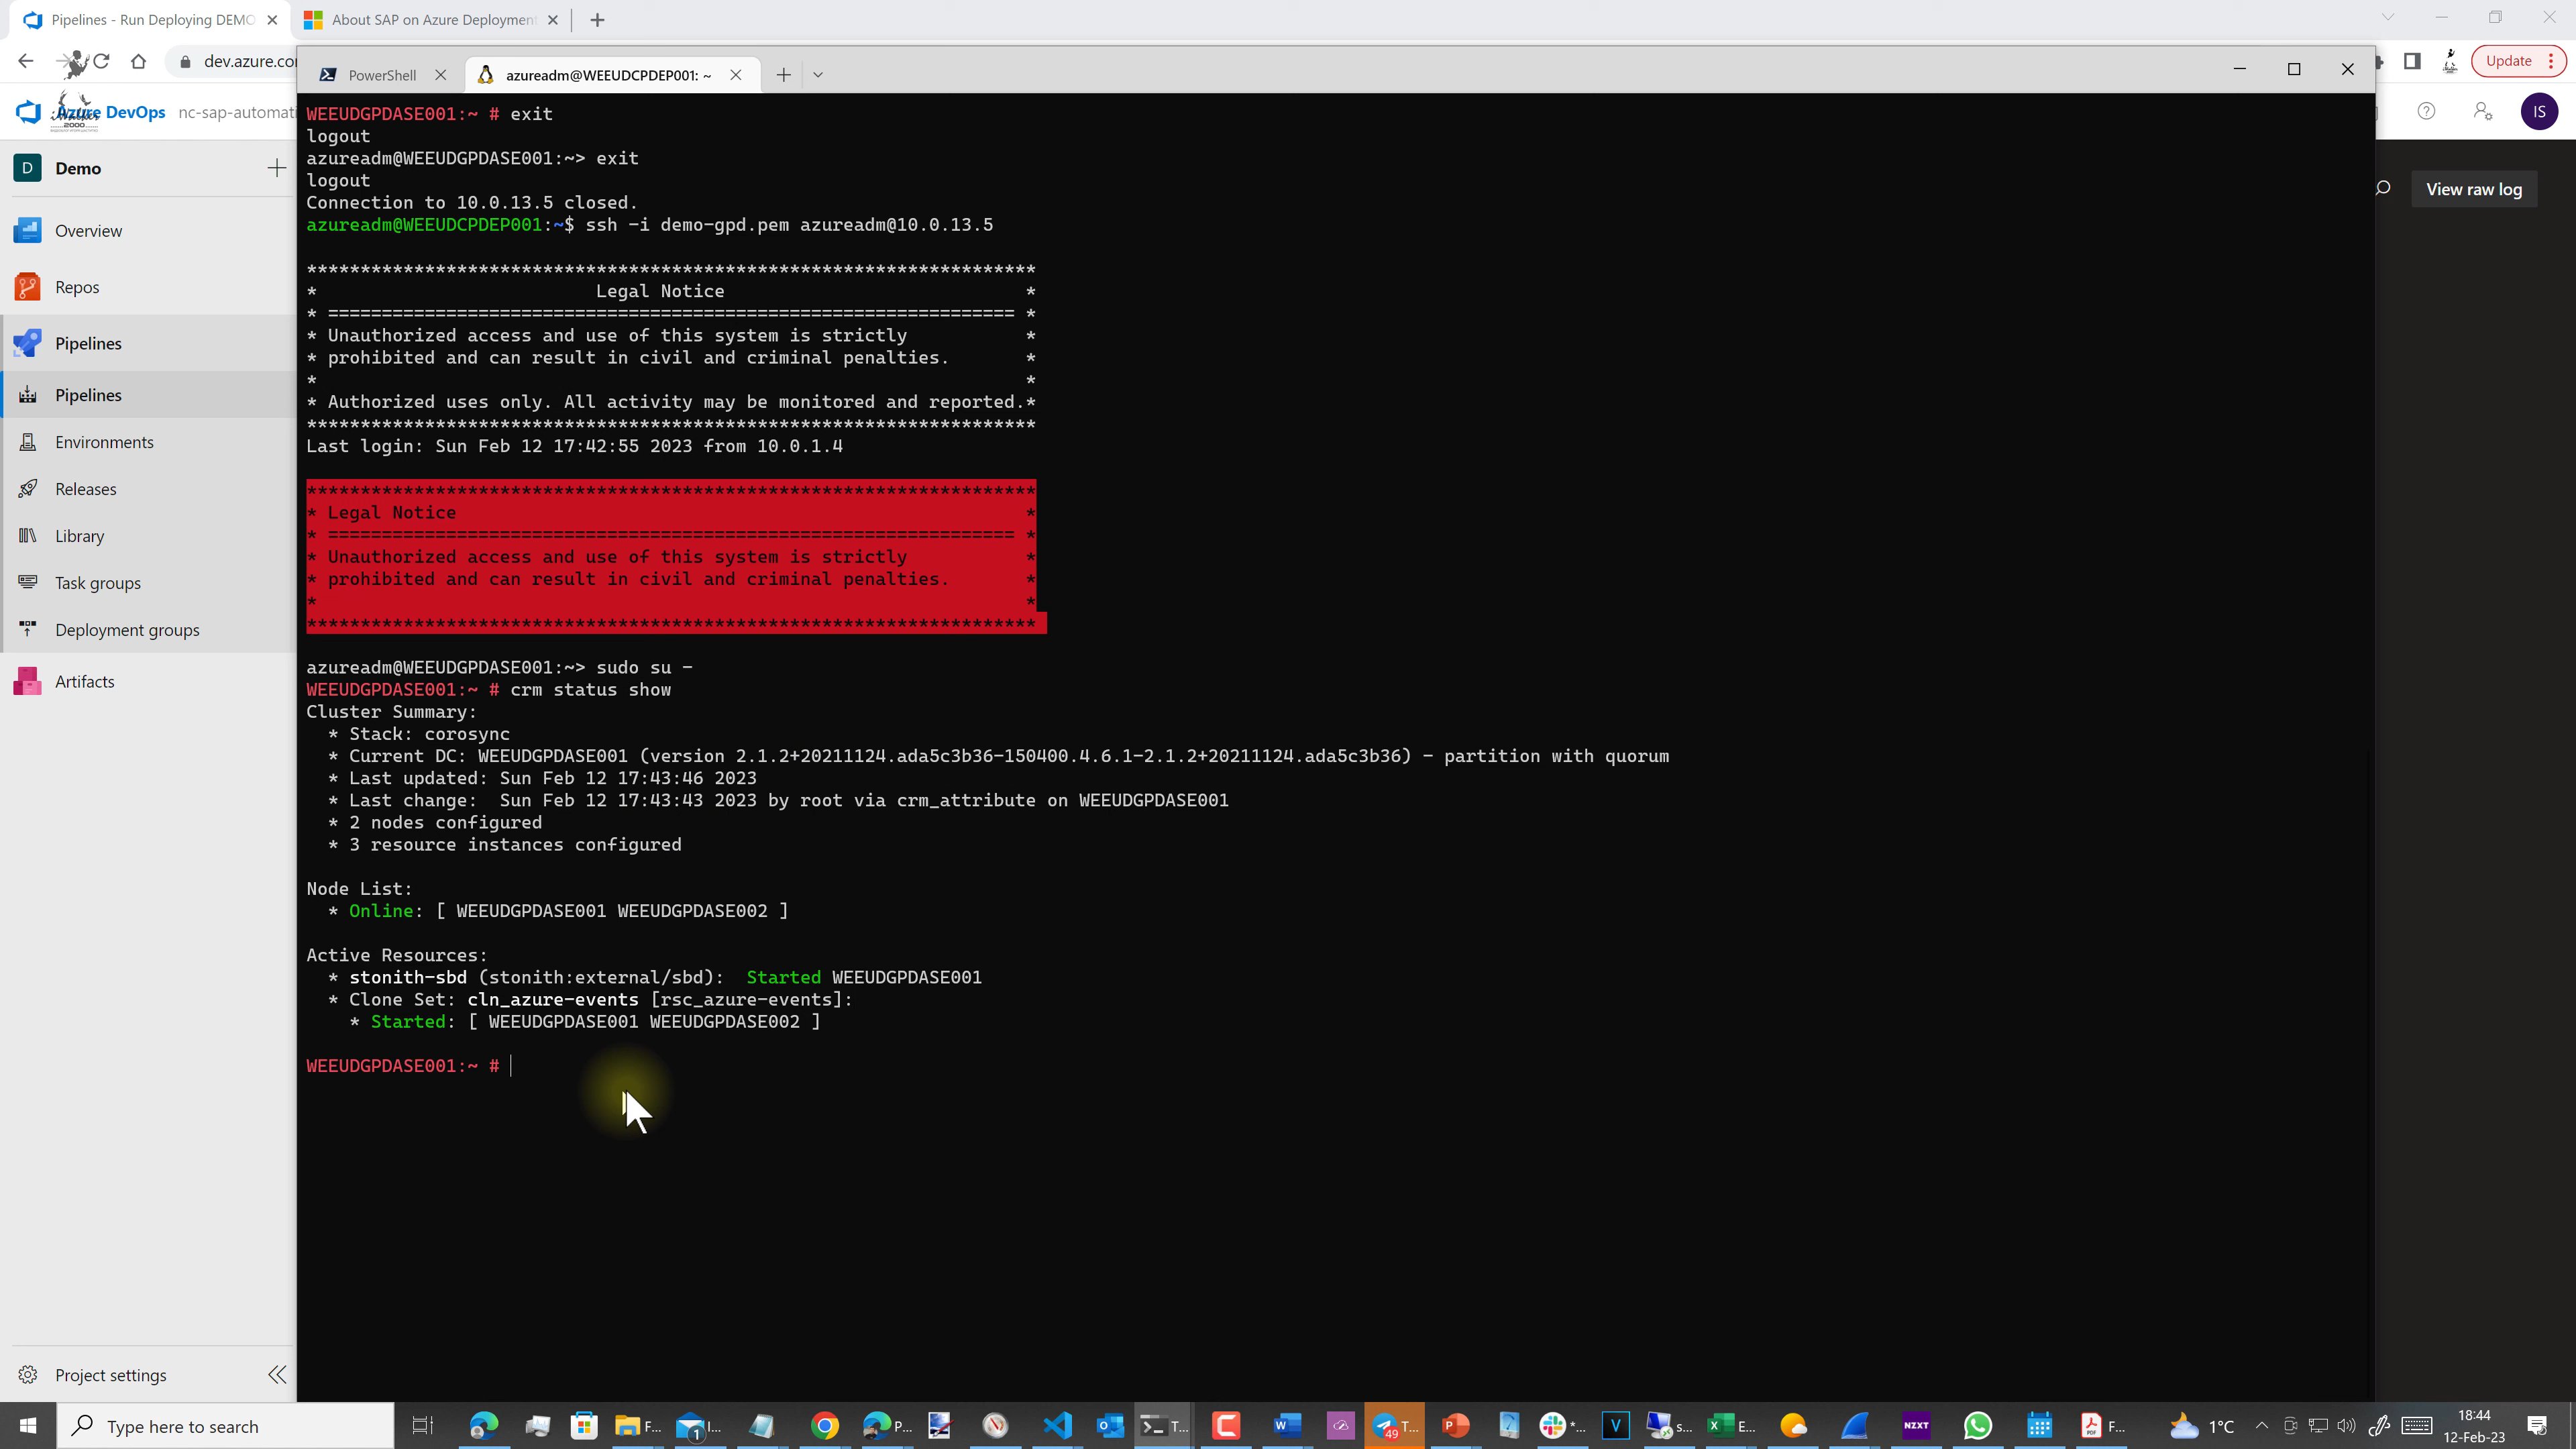 Pipelines - Run Deploying DEMO
About SAP on Azure Deployment
dev.azure.co
PowerShell
azureadm@WEEUDCPDEP001: ~
Update
Azure DevOps
nc-sap-automati
2000
IS
Demo
D
Overview
Repos
Pipelines
Pipelines
Environments
Releases
Library
Task groups
Deployment groups
Artifacts
Project settings
View raw log
WEEUDGPDASE001:~ # exit
logout
azureadm@WEEUDGPDASE001:~> exit
logout
Connection to 10.0.13.5 closed.
azureadm@WEEUDCPDEP001:~$ ssh -i demo-gpd.pem azureadm@10.0.13.5
********************************************************************
* Legal Notice *
* ================================================================ *
* Unauthorized access and use of this system is strictly *
* prohibited and can result in civil and criminal penalties. *
* *
* Authorized uses only. All activity may be monitored and reported.*
********************************************************************
Last login: Sun Feb 12 17:42:55 2023 from 10.0.1.4
********************************************************************
* Legal Notice *
* ================================================================ *
* Unauthorized access and use of this system is strictly *
* prohibited and can result in civil and criminal penalties. *
* *
********************************************************************
azureadm@WEEUDGPDASE001:~> sudo su -
WEEUDGPDASE001:~ # crm status show
Cluster Summary:
* Stack: corosync
* Current DC: WEEUDGPDASE001 (version 2.1.2+20211124.ada5c3b36-150400.4.6.1-2.1.2+20211124.ada5c3b36) - partition with quorum
* Last updated: Sun Feb 12 17:43:46 2023
* Last change: Sun Feb 12 17:43:43 2023 by root via crm_attribute on WEEUDGPDASE001
* 2 nodes configured
* 3 resource instances configured
Node List:
* Online: [ WEEUDGPDASE001 WEEUDGPDASE002 ]
Active Resources:
* stonith-sbd (stonith:external/sbd): Started WEEUDGPDASE001
* Clone Set: cln_azure-events [rsc_azure-events]:
* Started: [ WEEUDGPDASE001 WEEUDGPDASE002 ]
WEEUDGPDASE001:~ #
Type here to search
F...
1
I...
P...
T...
49
T...
*...
V
s...
E...
NZXT
F...
1°C
18:44
12-Feb-23